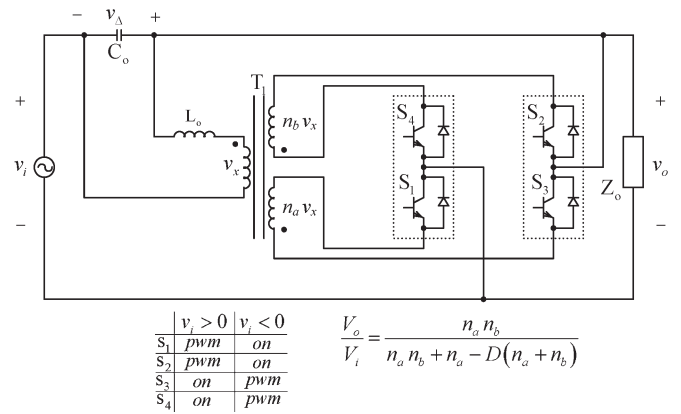 − v_Δ +
C_o
T_1
L_o
n_b v_x
S_4
S_2
+
+
v_i
v_x
v_o
n_a v_x
S_1
S_3
Z_o
−
−
v_i > 0 v_i < 0
S_1 pwm on
S_2 pwm on
S_3 on pwm
S_4 on pwm
V_o / V_i = n_a n_b / (n_a n_b + n_a − D(n_a + n_b))